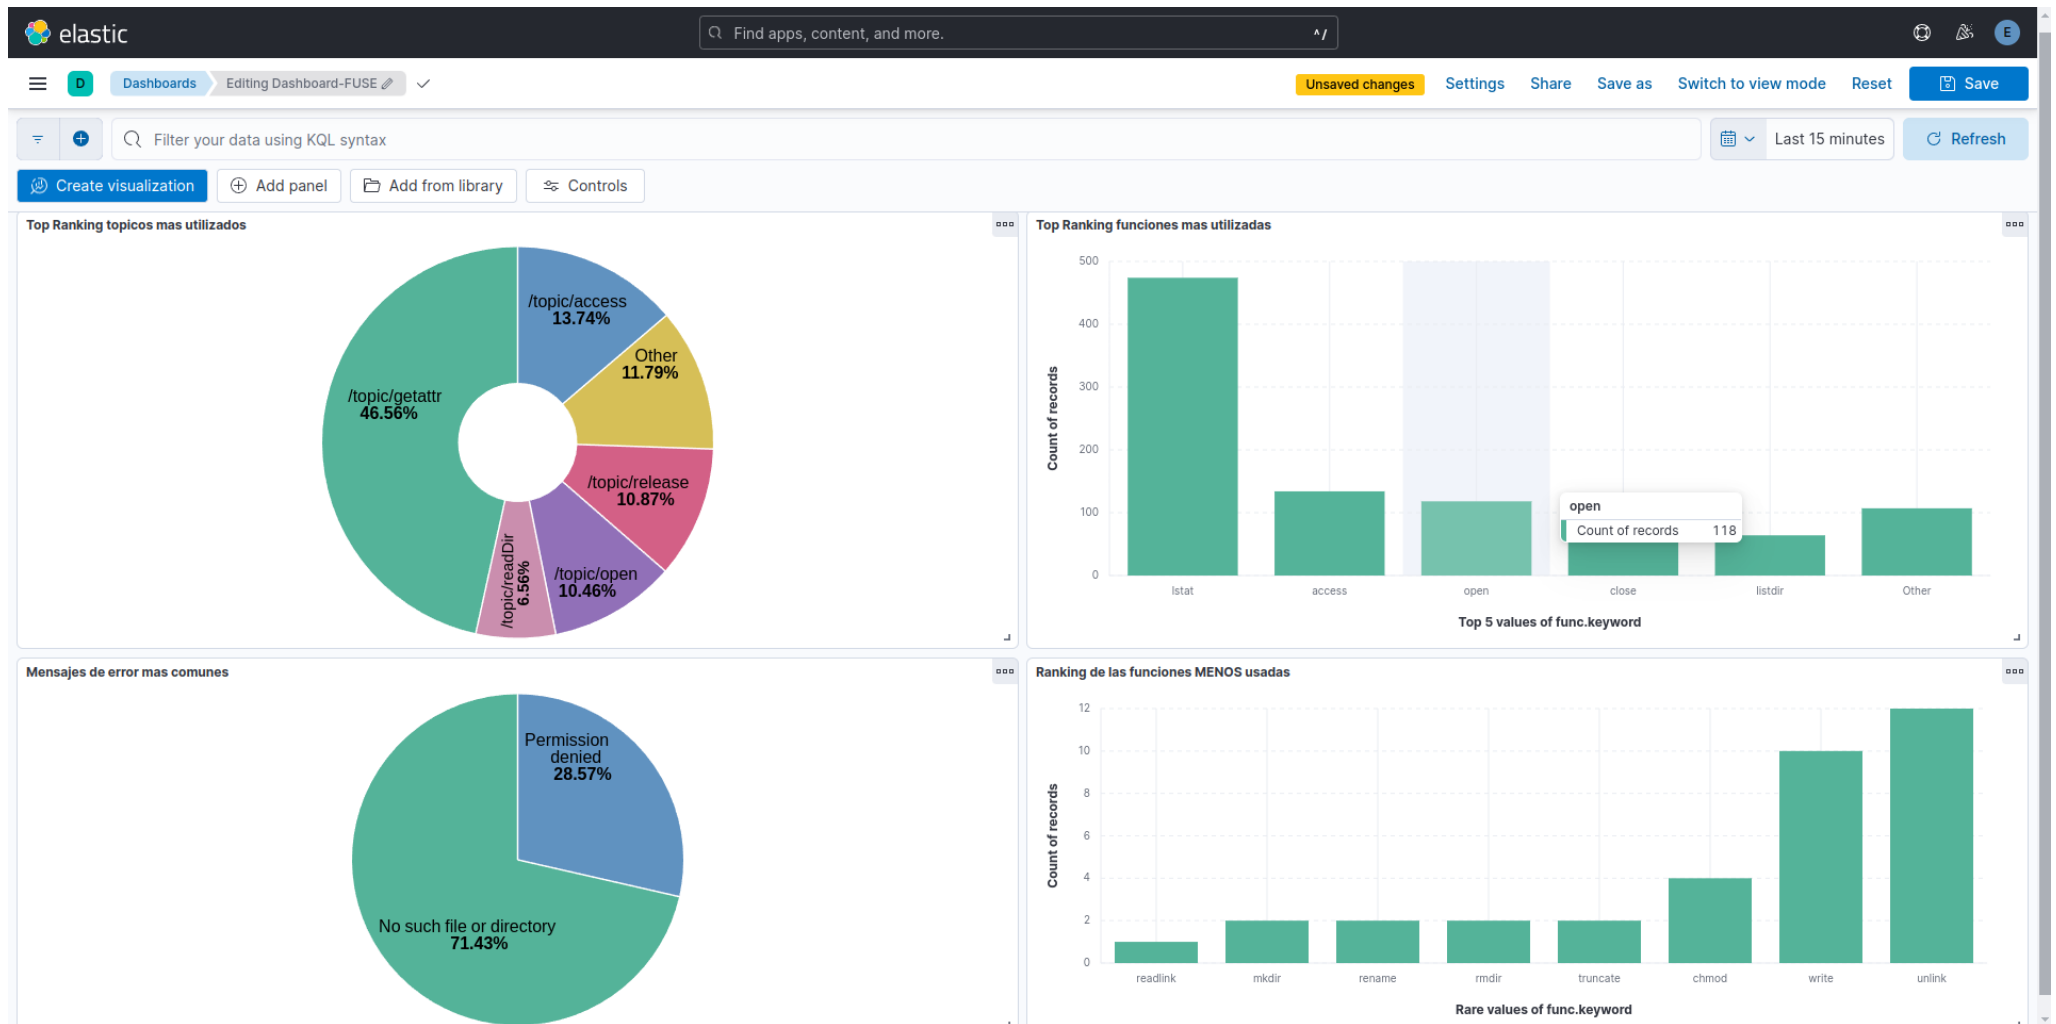 elastic
Find apps, content, and more.
^/
E
D
Dashboards
Editing Dashboard-FUSE
Unsaved changes
Settings
Share
Save as
Switch to view mode
Reset
Save
Filter your data using KQL syntax
Last 15 minutes
Refresh
Create visualization
Add panel
Add from library
Controls
Top Ranking topicos mas utilizados
/topic/access
13.74%
Other
11.79%
/topic/getattr
46.56%
/topic/release
10.87%
/topic/open
10.46%
/topic/readDir
6.56%
Top Ranking funciones mas utilizadas
500
400
300
200
100
0
Count of records
open
Count of records 118
lstat
access
open
close
listdir
Other
Top 5 values of func.keyword
Mensajes de error mas comunes
Permission
denied
28.57%
No such file or directory
71.43%
Ranking de las funciones MENOS usadas
12
10
8
6
4
2
0
Count of records
readlink
mkdir
rename
rmdir
truncate
chmod
write
unlink
Rare values of func.keyword